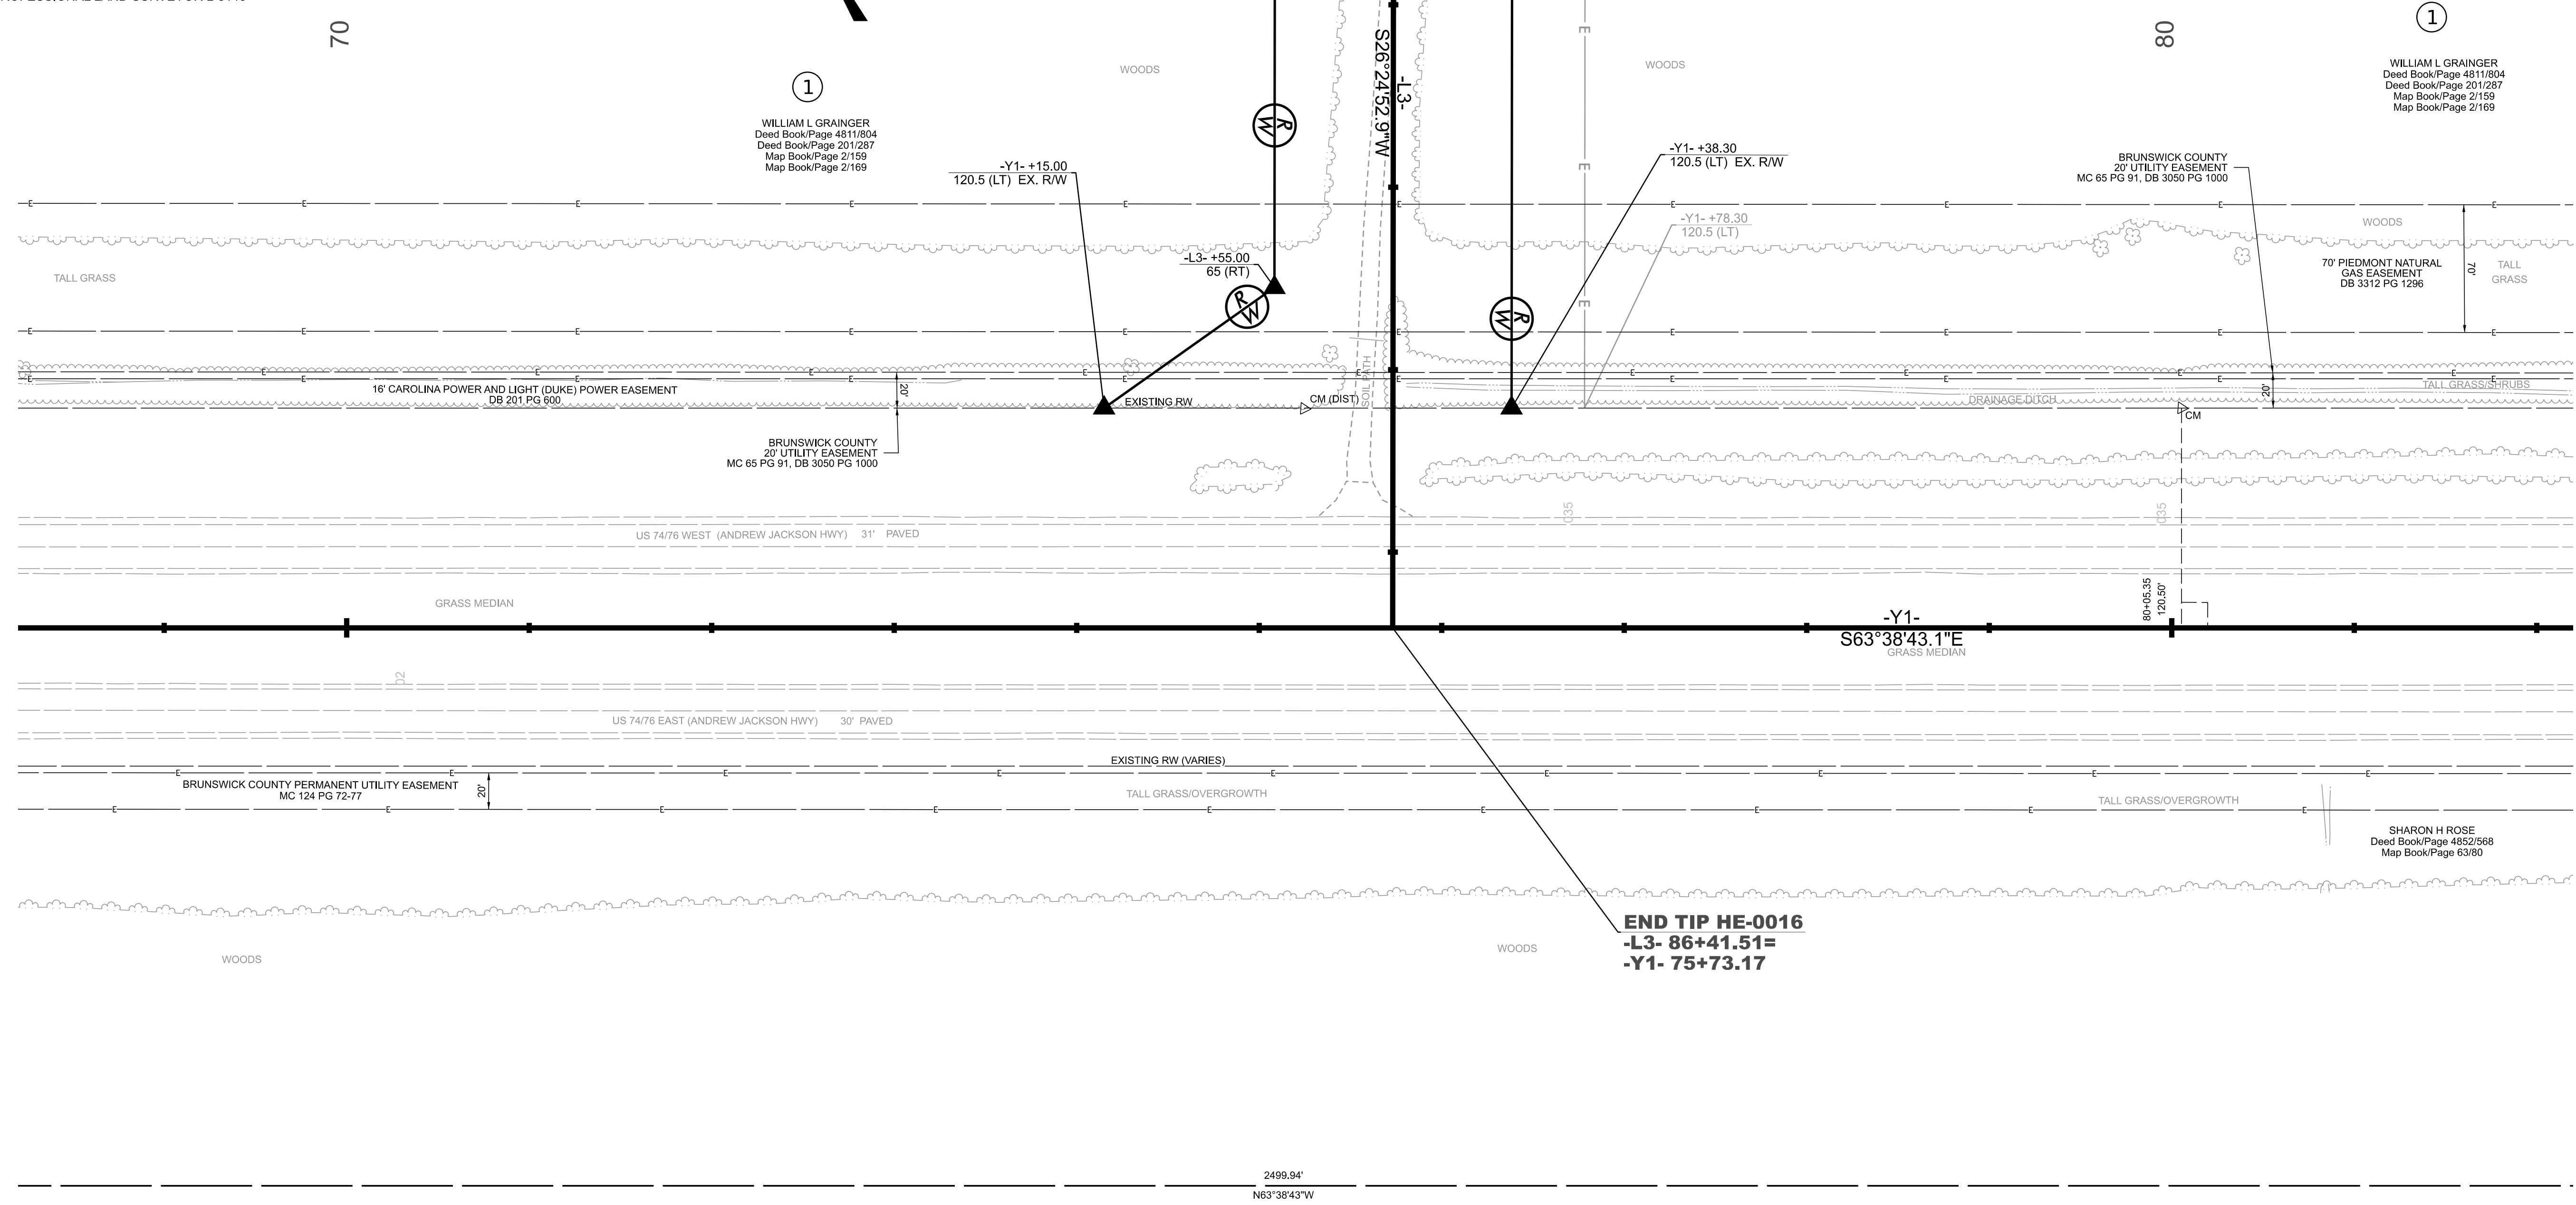 70
80
1
WILLIAM L GRAINGER
Deed Book/Page 4811/804
Deed Book/Page 201/287
Map Book/Page 2/159
Map Book/Page 2/169
1
WILLIAM L GRAINGER
Deed Book/Page 4811/804
Deed Book/Page 201/287
Map Book/Page 2/159
Map Book/Page 2/169
WOODS
WOODS
S26°24'52.9"W
-L3-
R
W
E
E
E
-Y1- +15.00
120.5 (LT) EX. R/W
-Y1- +38.30
120.5 (LT) EX. R/W
BRUNSWICK COUNTY
20' UTILITY EASEMENT
MC 65 PG 91, DB 3050 PG 1000
-Y1- +78.30
120.5 (LT)
WOODS
TALL GRASS
-L3- +55.00
65 (RT)
R
W
R
W
70' PIEDMONT NATURAL
GAS EASEMENT
DB 3312 PG 1296
70'
TALL
GRASS
16' CAROLINA POWER AND LIGHT (DUKE) POWER EASEMENT
DB 201 PG 600
20'
EXISTING RW
CM (DIST)
SOIL PATH
DRAINAGE DITCH
TALL GRASS/SHRUBS
20'
CM
BRUNSWICK COUNTY
20' UTILITY EASEMENT
MC 65 PG 91, DB 3050 PG 1000
035
035
US 74/76 WEST (ANDREW JACKSON HWY) 31' PAVED
GRASS MEDIAN
80+05.35
120.50'
-Y1-
S63°38'43.1"E
GRASS MEDIAN
02
US 74/76 EAST (ANDREW JACKSON HWY) 30' PAVED
EXISTING RW (VARIES)
BRUNSWICK COUNTY PERMANENT UTILITY EASEMENT
MC 124 PG 72-77
20'
TALL GRASS/OVERGROWTH
TALL GRASS/OVERGROWTH
SHARON H ROSE
Deed Book/Page 4852/568
Map Book/Page 63/80
END TIP HE-0016
-L3- 86+41.51=
-Y1- 75+73.17
WOODS
WOODS
2499.94'
N63°38'43"W